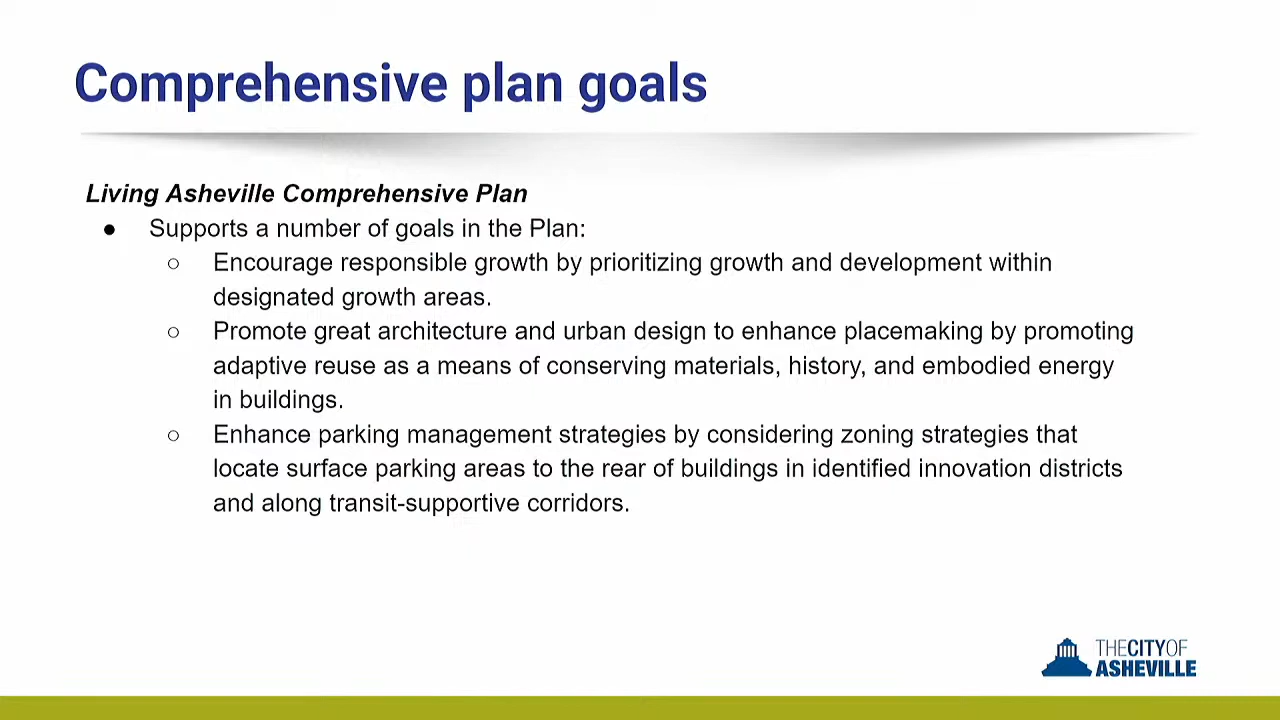 Comprehensive plan goals
Living Asheville Comprehensive Plan
● Supports a number of goals in the Plan:
○ Encourage responsible growth by prioritizing growth and development within
designated growth areas.
○ Promote great architecture and urban design to enhance placemaking by promoting
adaptive reuse as a means of conserving materials, history, and embodied energy
in buildings.
○ Enhance parking management strategies by considering zoning strategies that
locate surface parking areas to the rear of buildings in identified innovation districts
and along transit-supportive corridors.
THE CITY OF
ASHEVILLE